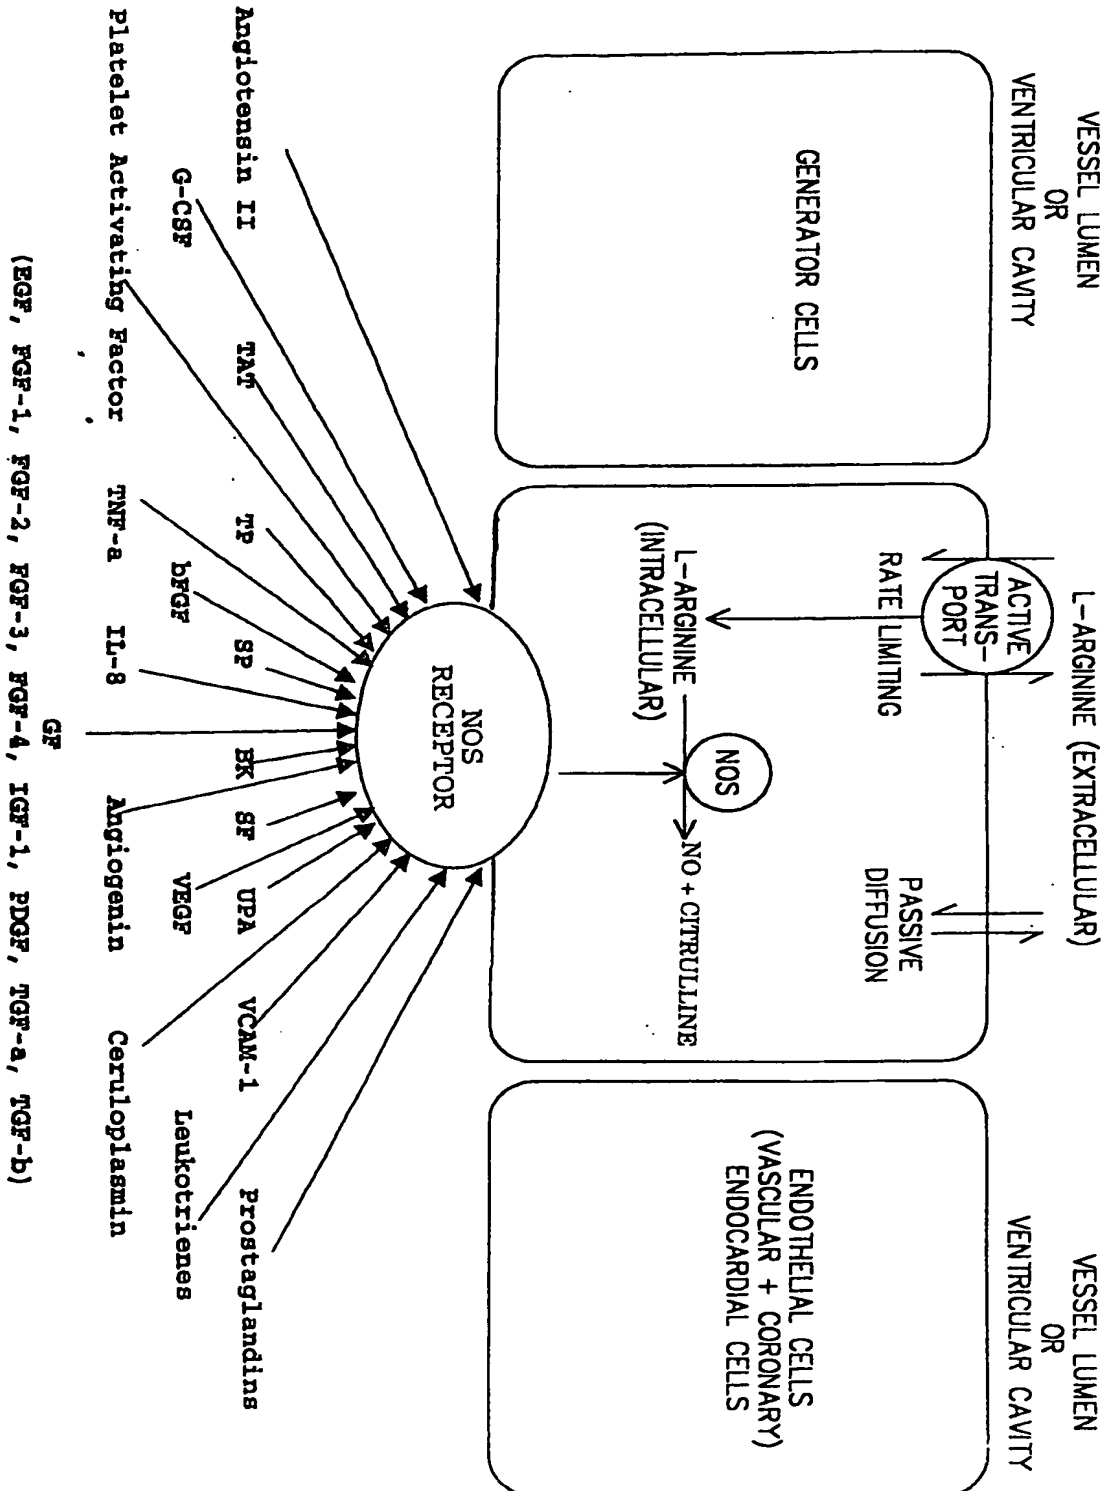 VESSEL LUMEN
OR
VENTRICULAR CAVITY
L-ARGININE (EXTRACELLULAR)
VESSEL LUMEN
OR
VENTRICULAR CAVITY
GENERATOR CELLS
ACTIVE
TRANS-
PORT
RATE LIMITING
PASSIVE
DIFFUSION
L-ARGININE
(INTRACELLULAR)
NOS
NO + CITRULLINE
ENDOTHELIAL CELLS
(VASCULAR + CORONARY)
ENDOCARDIAL CELLS
NOS
RECEPTOR
Angiotensin II
TAT
TP
SP
BK
SF
UPA
VCAM-1
Prostaglandins
G-CSF
bFGF
VEGF
Leukotrienes
Platelet Activating Factor
TNF-a
IL-8
Angiogenin
Ceruloplasmin
GF
(EGF, FGF-1, FGF-2, FGF-3, FGF-4, IGF-1, PDGF, TGF-a, TGF-b)